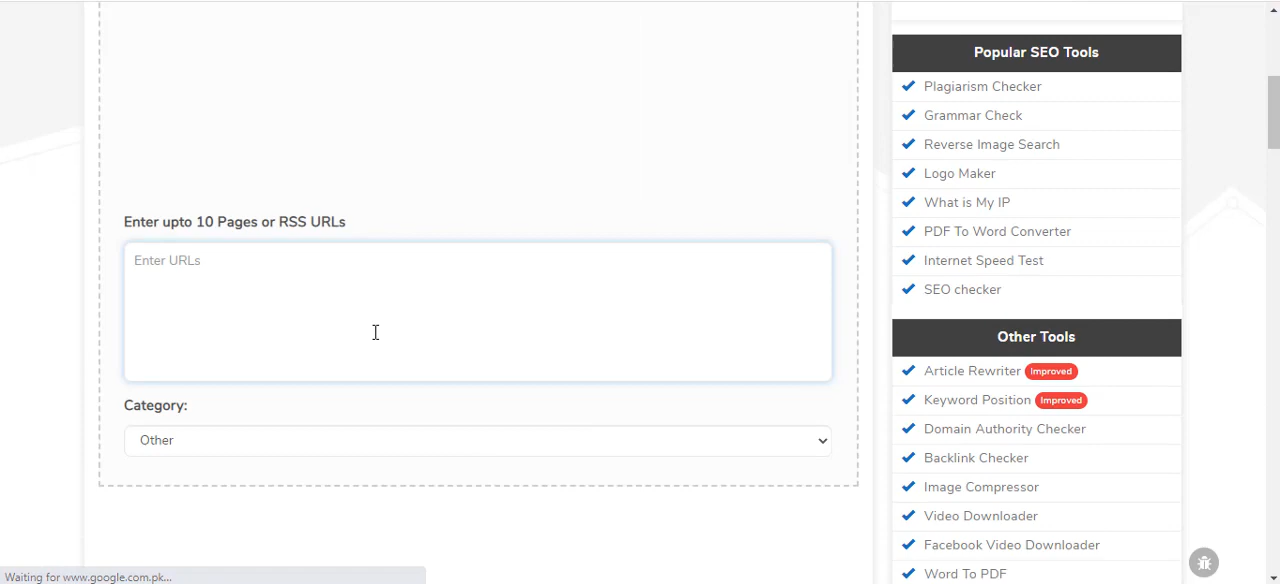 Enter upto 10 Pages or RSS URLs
Enter URLs
Category:
Other
Popular SEO Tools
Plagiarism Checker
Grammar Check
Reverse Image Search
Logo Maker
What is My IP
PDF To Word Converter
Internet Speed Test
SEO checker
Other Tools
Article Rewriter Improved
Keyword Position Improved
Domain Authority Checker
Backlink Checker
Image Compressor
Video Downloader
Facebook Video Downloader
Word To PDF
Waiting for www.google.com.pk...